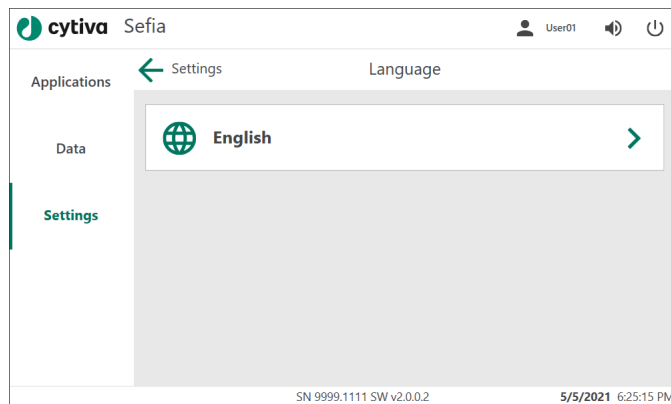 cytiva Sefia User01
Applications
Data
Settings
Settings Language
English
SN 9999.1111 SW v2.0.0.2 5/5/2021 6:25:15 PM